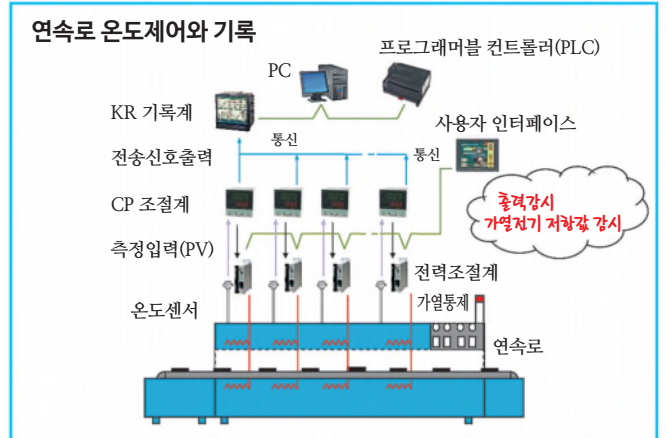 연속로 온도제어와 기록
프로그래머블 컨트롤러(PLC)
PC
KR 기록계
사용자 인터페이스
통신
전송신호출력
통신
CP 조절계
출력감시
가열전기 저항값 감시
측정입력(PV)
전력조절계
가열통제
온도센서
연속로